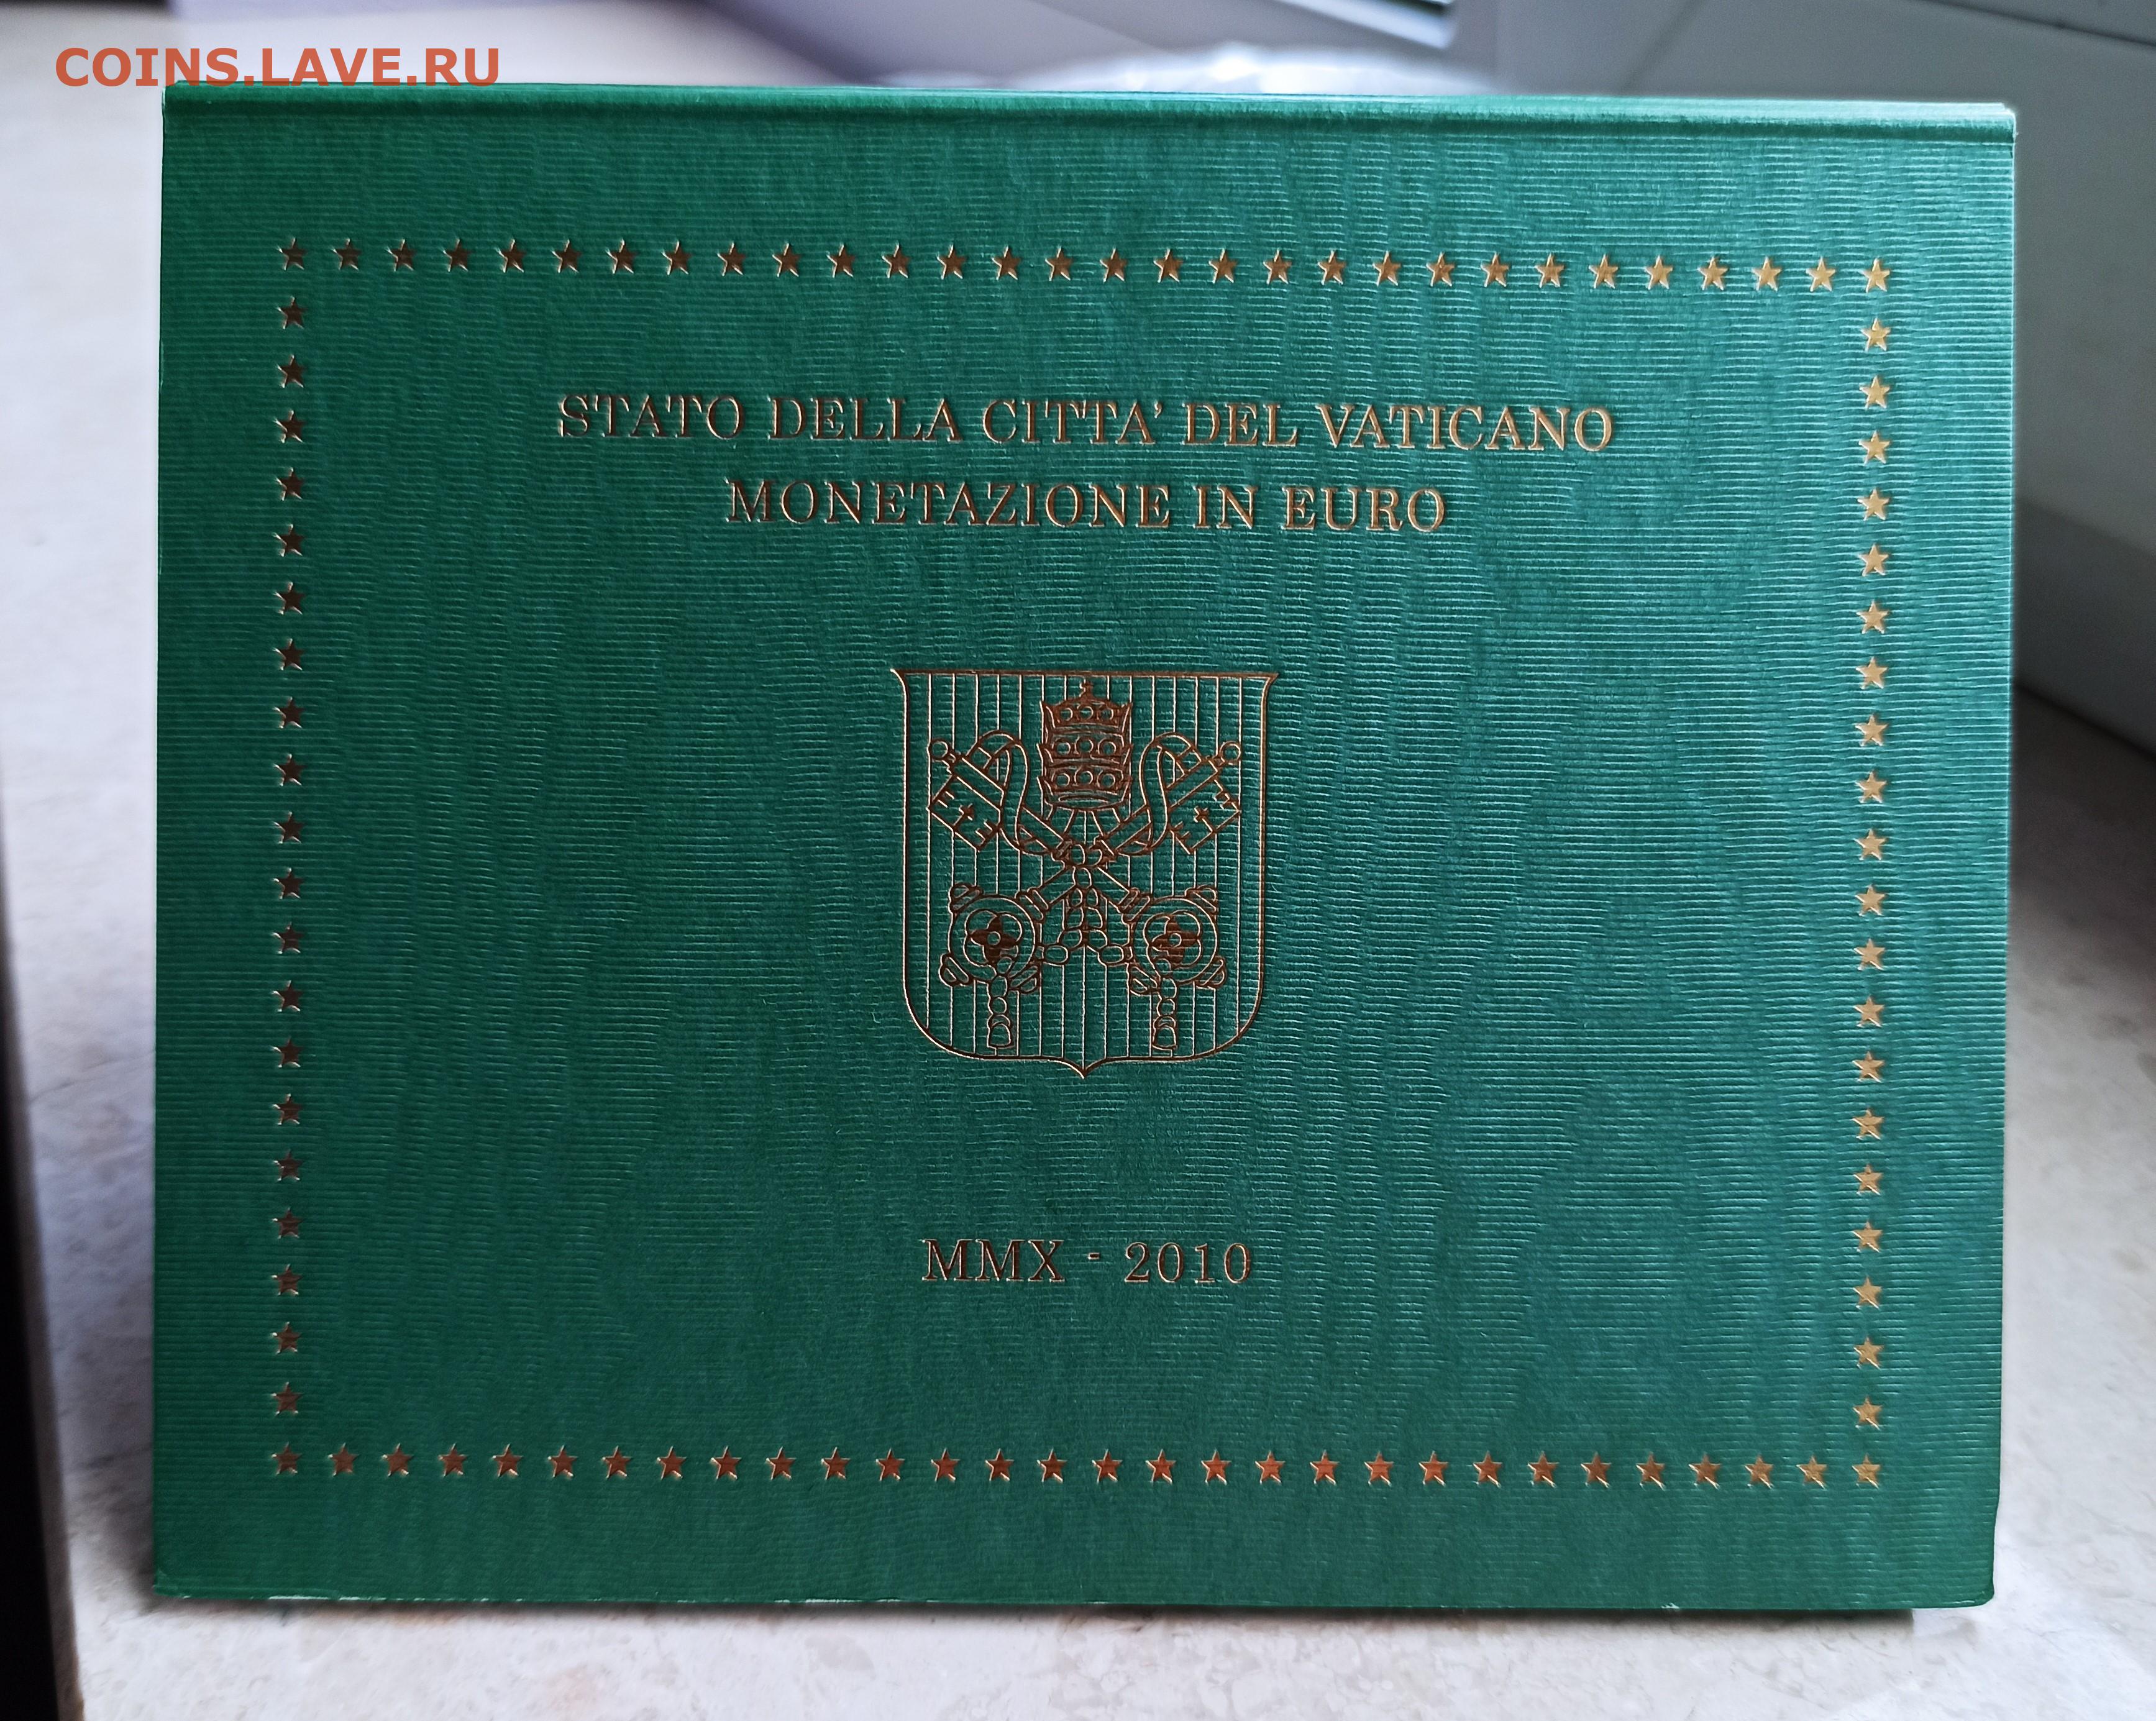 COINS.LAVE.RU
STATO DELLA CITTA' DEL VATICANO
MONETAZIONE IN EURO
MMX - 2010